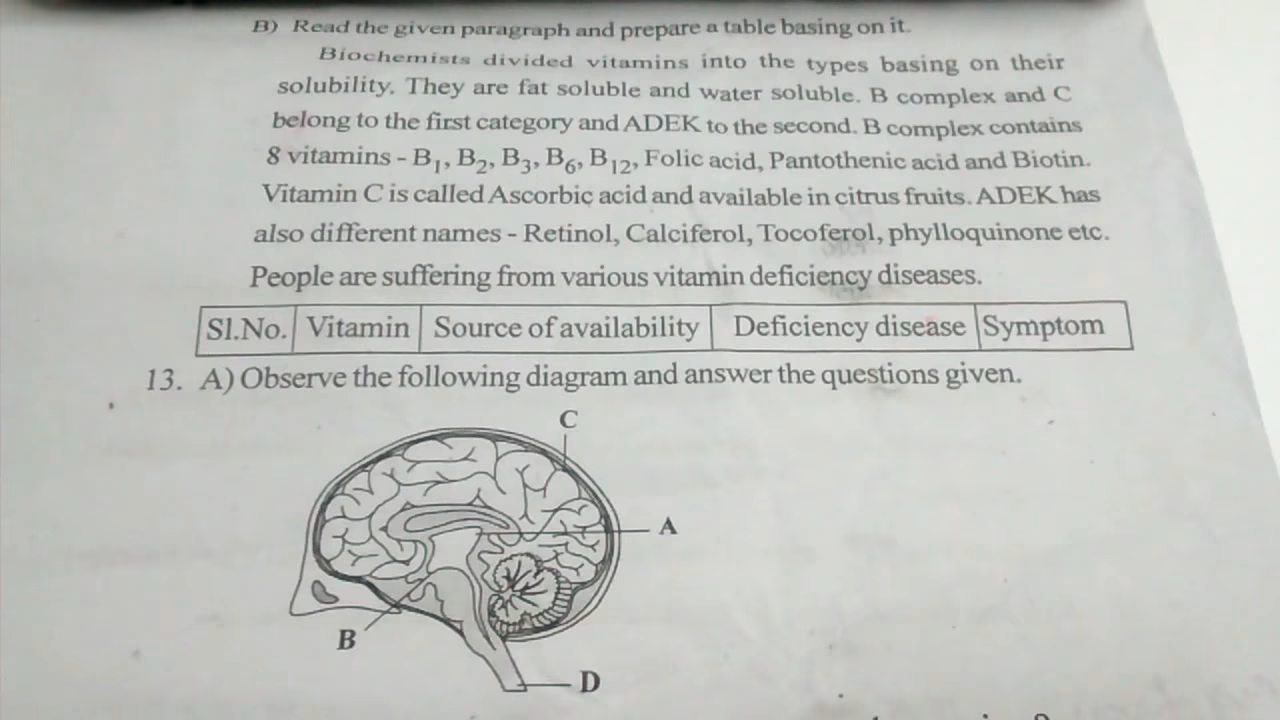 B) Read the given paragraph and prepare a table basing on it.
Biochemists divided vitamins into the types basing on their
solubility. They are fat soluble and water soluble. B complex and C
belong to the first category and ADEK to the second. B complex contains
8 vitamins - B₁, B₂, B₃, B₆, B₁₂, Folic acid, Pantothenic acid and Biotin.
Vitamin C is called Ascorbic acid and available in citrus fruits. ADEK has
also different names - Retinol, Calciferol, Tocoferol, phylloquinone etc.
People are suffering from various vitamin deficiency diseases.
Sl.No. Vitamin Source of availability Deficiency disease Symptom
13. A) Observe the following diagram and answer the questions given.
C
A
B
D